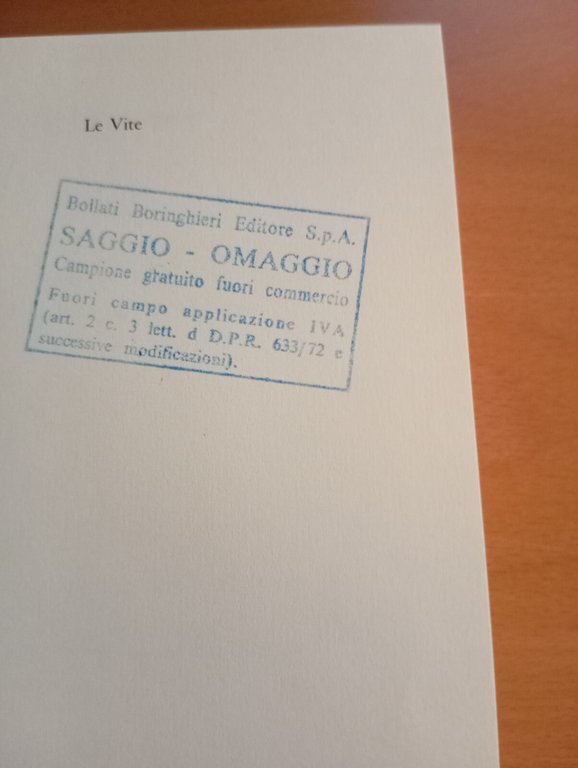 Le Vite
Bollati Boringhieri Editore S.p.A.
SAGGIO - OMAGGIO
Campione gratuito fuori commercio
Fuori campo applicazione IVA
(art. 2 c. 3 lett. d D.P.R. 633/72 e
successive modificazioni).